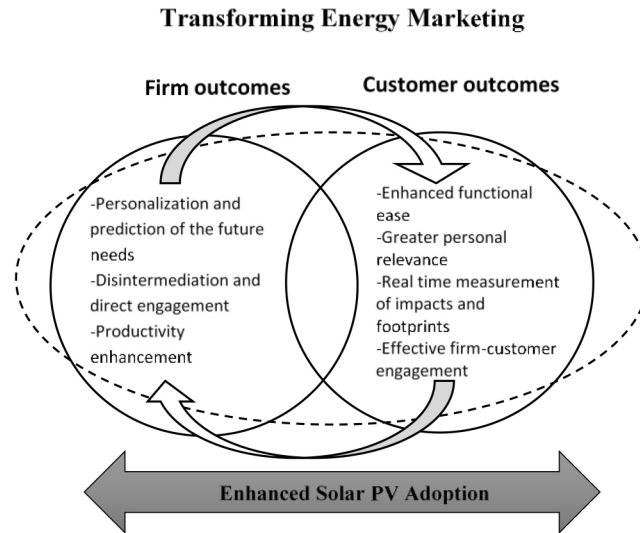 Transforming Energy Marketing
Firm outcomes
Customer outcomes
-Personalization and
prediction of the future
needs
-Disintermediation and
direct engagement
-Productivity
enhancement
-Enhanced functional
ease
-Greater personal
relevance
-Real time measurement
of impacts and
footprints
-Effective firm-customer
engagement
Enhanced Solar PV Adoption